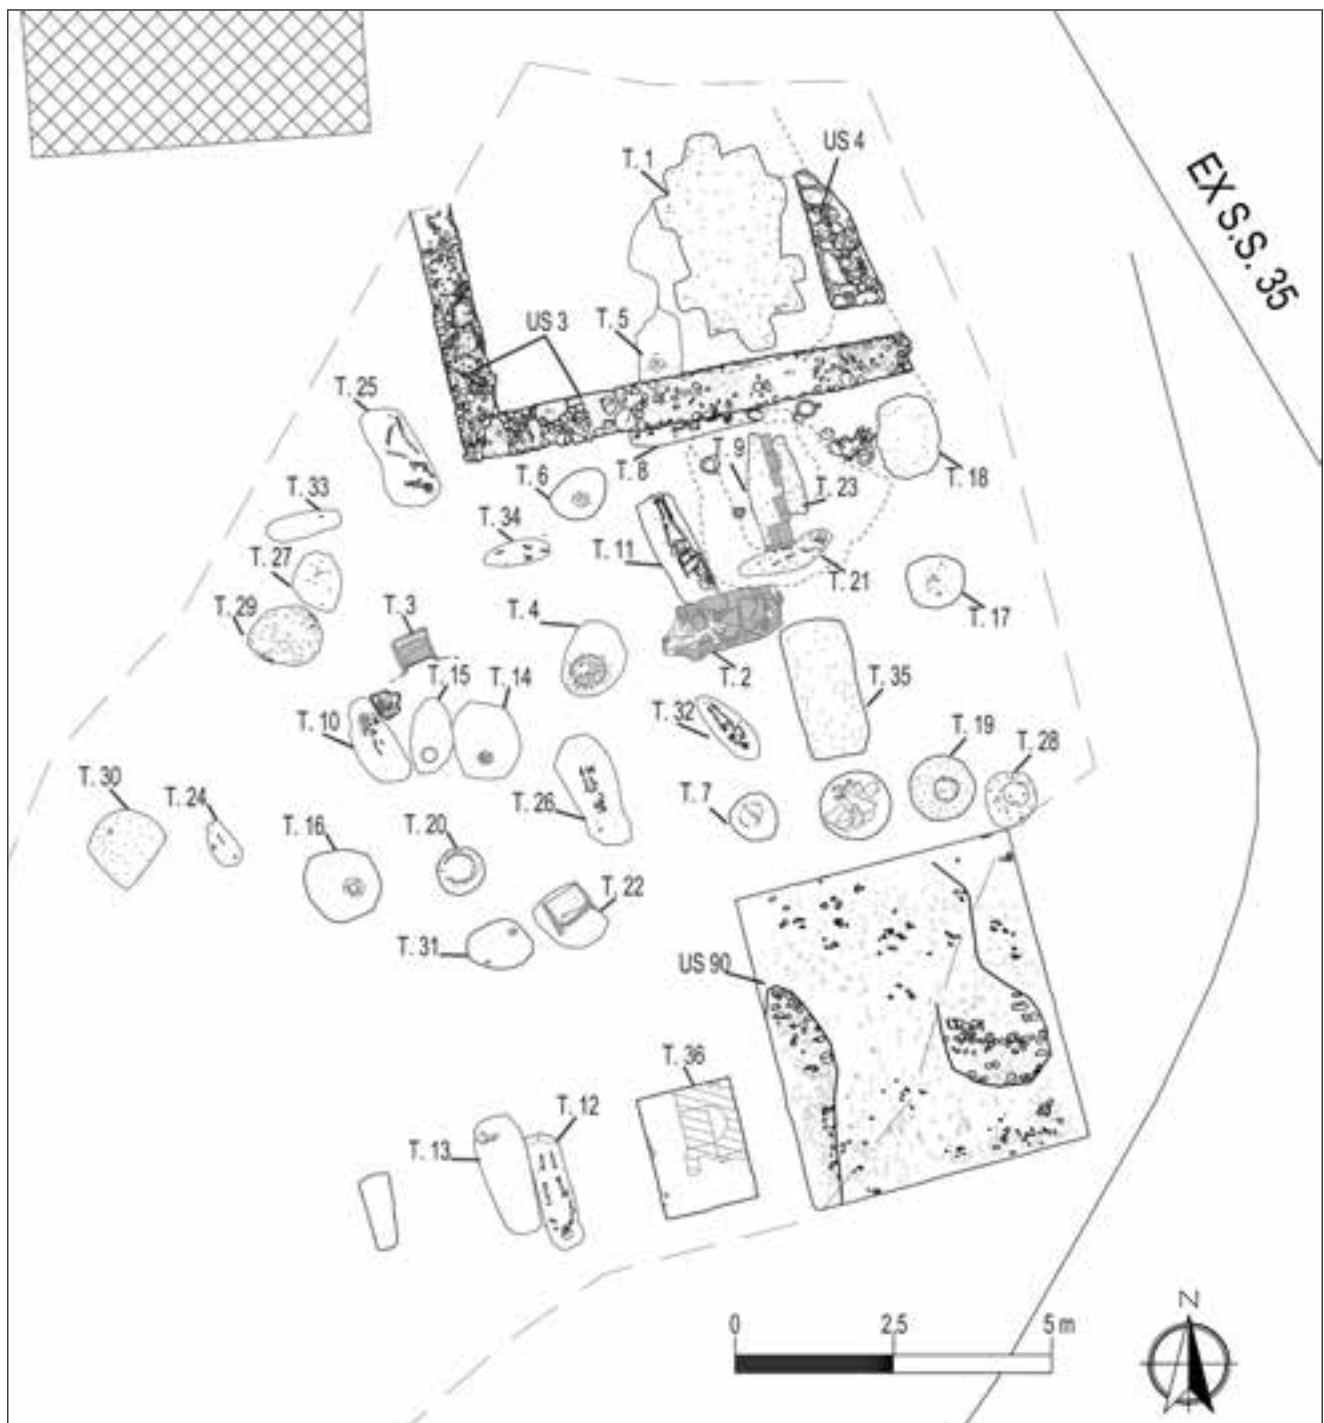 US 4
T. 1
EX S.S. 35
US 3
T. 5
T. 25
T. 9
T. 8
T. 6
T. 23
T. 18
T. 33
T. 34
T. 11
T. 27
T. 21
T. 17
T. 29
T. 3
T. 4
T. 15
T. 14
T. 2
T. 35
T. 10
T. 32
T. 19
T. 28
T. 30
T. 24
T. 26
T. 7
T. 16
T. 20
T. 22
T. 31
US 90
T. 36
T. 12
T. 13
N
0 2,5 5 m